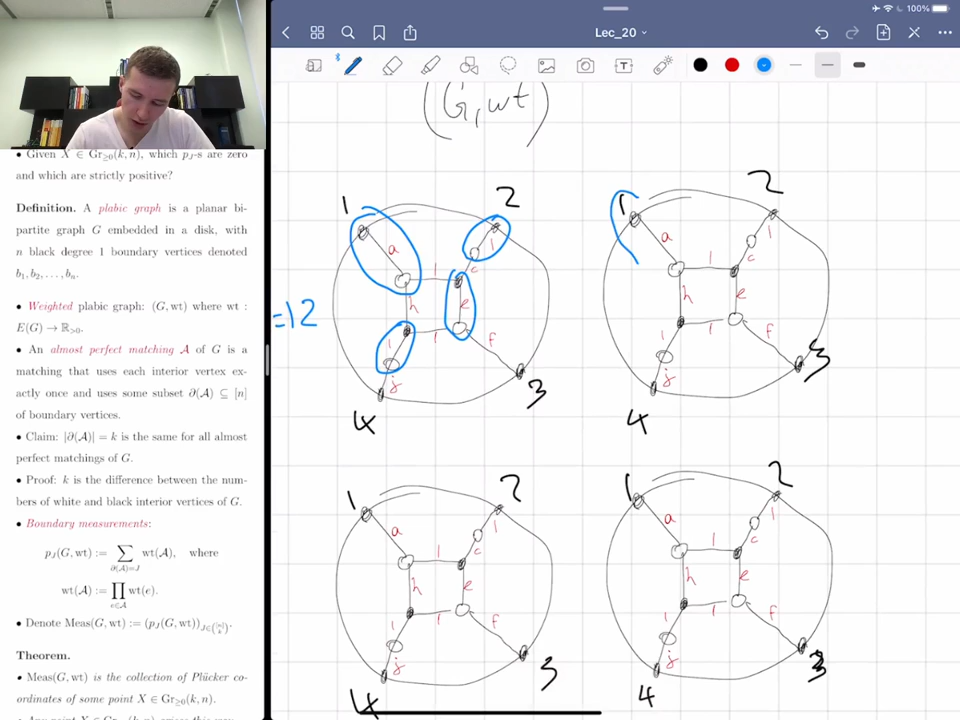 100%
Lec_20
(G, wt)
• Given X ∈ Gr≥0(k, n), which pJ-s are zero
and which are strictly positive?
Definition. A plabic graph is a planar bi-
partite graph G embedded in a disk, with
n black degree 1 boundary vertices denoted
b1, b2, . . . , bn.
• Weighted plabic graph: (G, wt) where wt :
E(G) → ℝ>0.
• An almost perfect matching 𝒜 of G is a
matching that uses each interior vertex ex-
actly once and uses some subset ∂(𝒜) ⊆ [n]
of boundary vertices.
• Claim: |∂(𝒜)| = k is the same for all almost
perfect matchings of G.
• Proof: k is the difference between the num-
bers of white and black interior vertices of G.
• Boundary measurements:
pJ(G, wt) := ∑ wt(𝒜), where
∂(𝒜)=J
wt(𝒜) := ∏ wt(e).
e∈𝒜
• Denote Meas(G, wt) := (pJ(G, wt))J∈([n] k).
Theorem.
• Meas(G, wt) is the collection of Plücker co-
ordinates of some point X ∈ Gr≥0(k, n).
=12
1 2
a 1
c
h e
1 1 f
j
4 3
1 2
a 1 1
c
h e
1 1 f
j
4 3
1 2
a 1 1
c
h e
1 1 f
j
4 3
1 2
a 1 1
c
h e
1 1 f
j
4 3